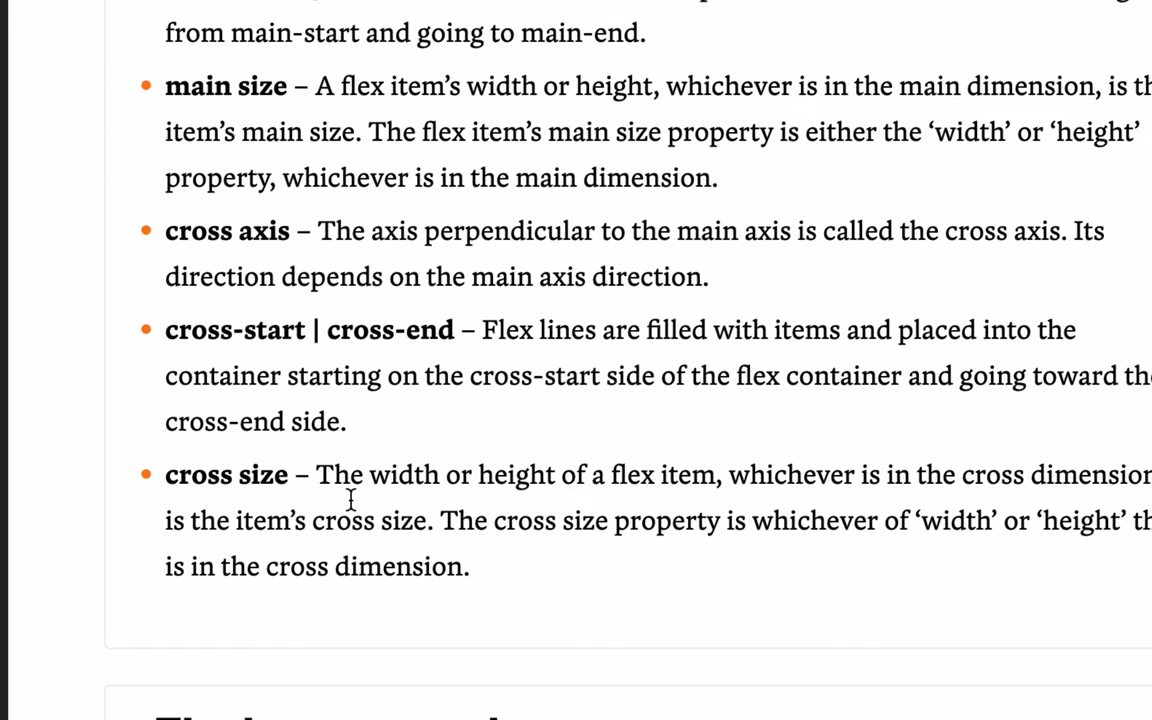 from main-start and going to main-end.
main size – A flex item’s width or height, whichever is in the main dimension, is
item’s main size. The flex item’s main size property is either the ‘width’ or ‘height’
property, whichever is in the main dimension.
cross axis – The axis perpendicular to the main axis is called the cross axis. Its
direction depends on the main axis direction.
cross-start | cross-end – Flex lines are filled with items and placed into the
container starting on the cross-start side of the flex container and going toward
cross-end side.
cross size – The width or height of a flex item, whichever is in the cross dimension
is the item’s cross size. The cross size property is whichever of ‘width’ or ‘height’
is in the cross dimension.